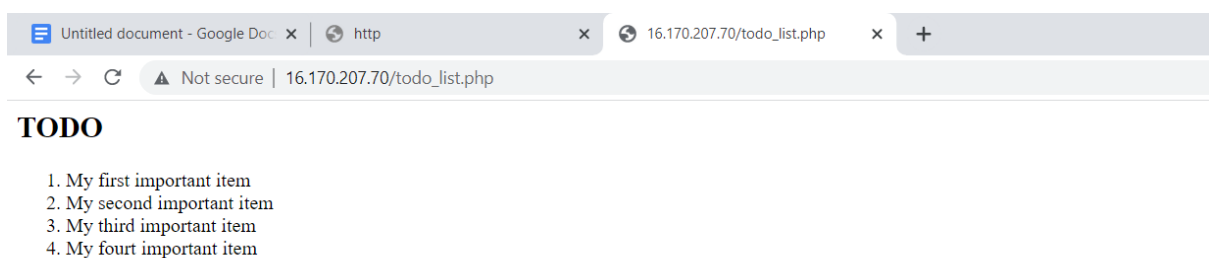 Untitled document - Google Doc
http
16.170.207.70/todo_list.php
Not secure | 16.170.207.70/todo_list.php
TODO
1. My first important item
2. My second important item
3. My third important item
4. My fourt important item